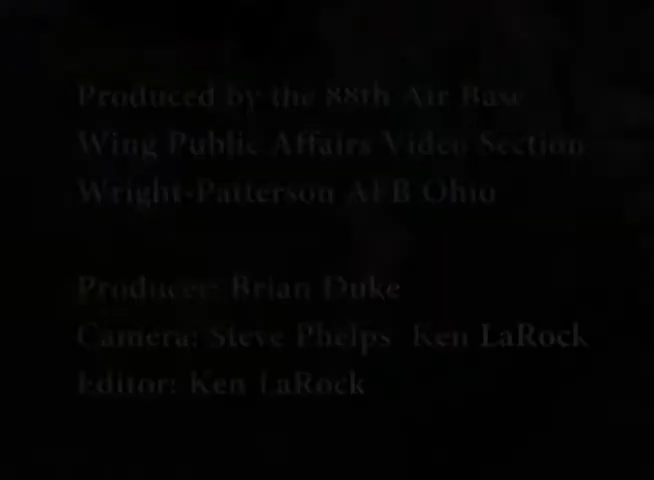 Produced by the 88th Air Base
Wing Public Affairs Video Section
Wright-Patterson AFB Ohio
Producer: Brian Duke
Camera: Steve Phelps Ken LaRock
Editor: Ken LaRock